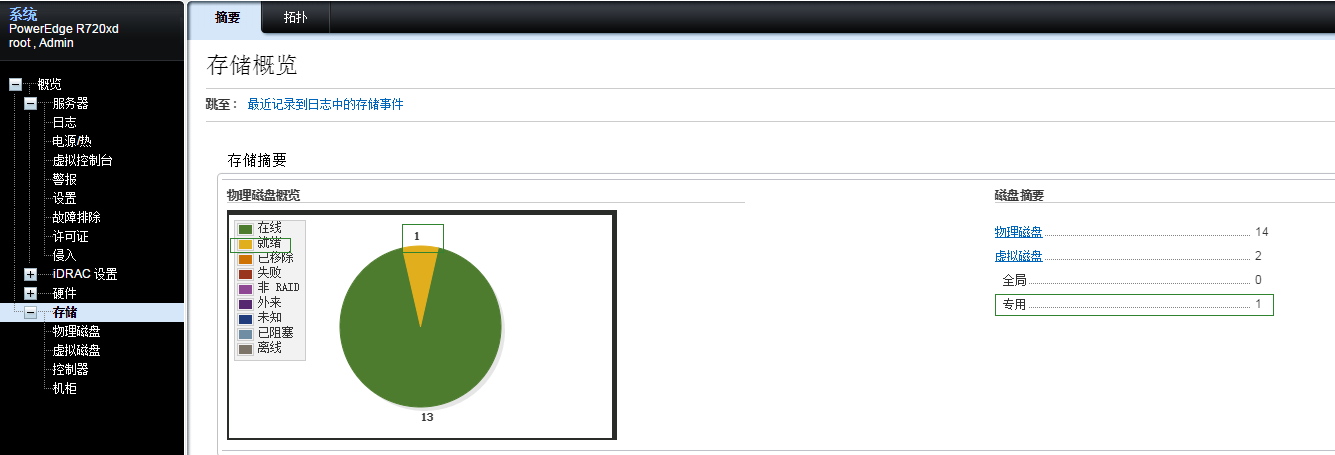 系统
PowerEdge R720xd
root , Admin
概览
服务器
日志
电源/热
虚拟控制台
警报
设置
故障排除
许可证
侵入
iDRAC 设置
硬件
存储
物理磁盘
虚拟磁盘
控制器
机柜
摘要 拓扑
存储概览
跳至： 最近记录到日志中的存储事件
存储摘要
物理磁盘概览
在线
就绪
已移除
失败
非 RAID
外来
未知
已阻塞
离线
1
13
磁盘摘要
物理磁盘 14
虚拟磁盘 2
全局 0
专用 1